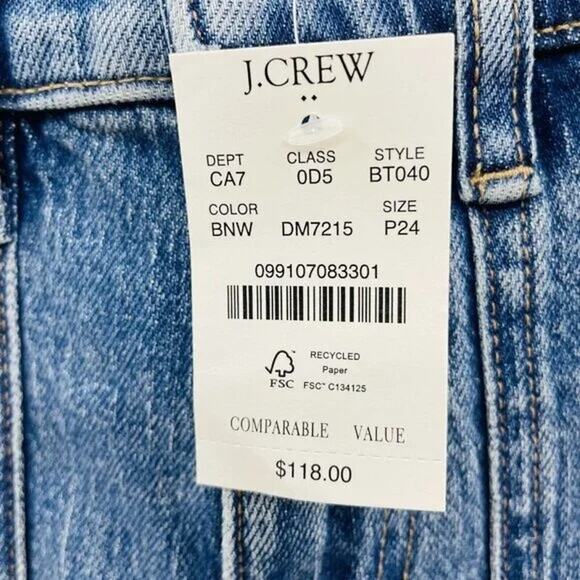 J.CREW
DEPT CLASS STYLE
CA7 0D5 BT040
COLOR SIZE
BNW DM7215 P24
099107083301
RECYCLED
Paper
FSC FSC™ C134125
COMPARABLE VALUE
$118.00